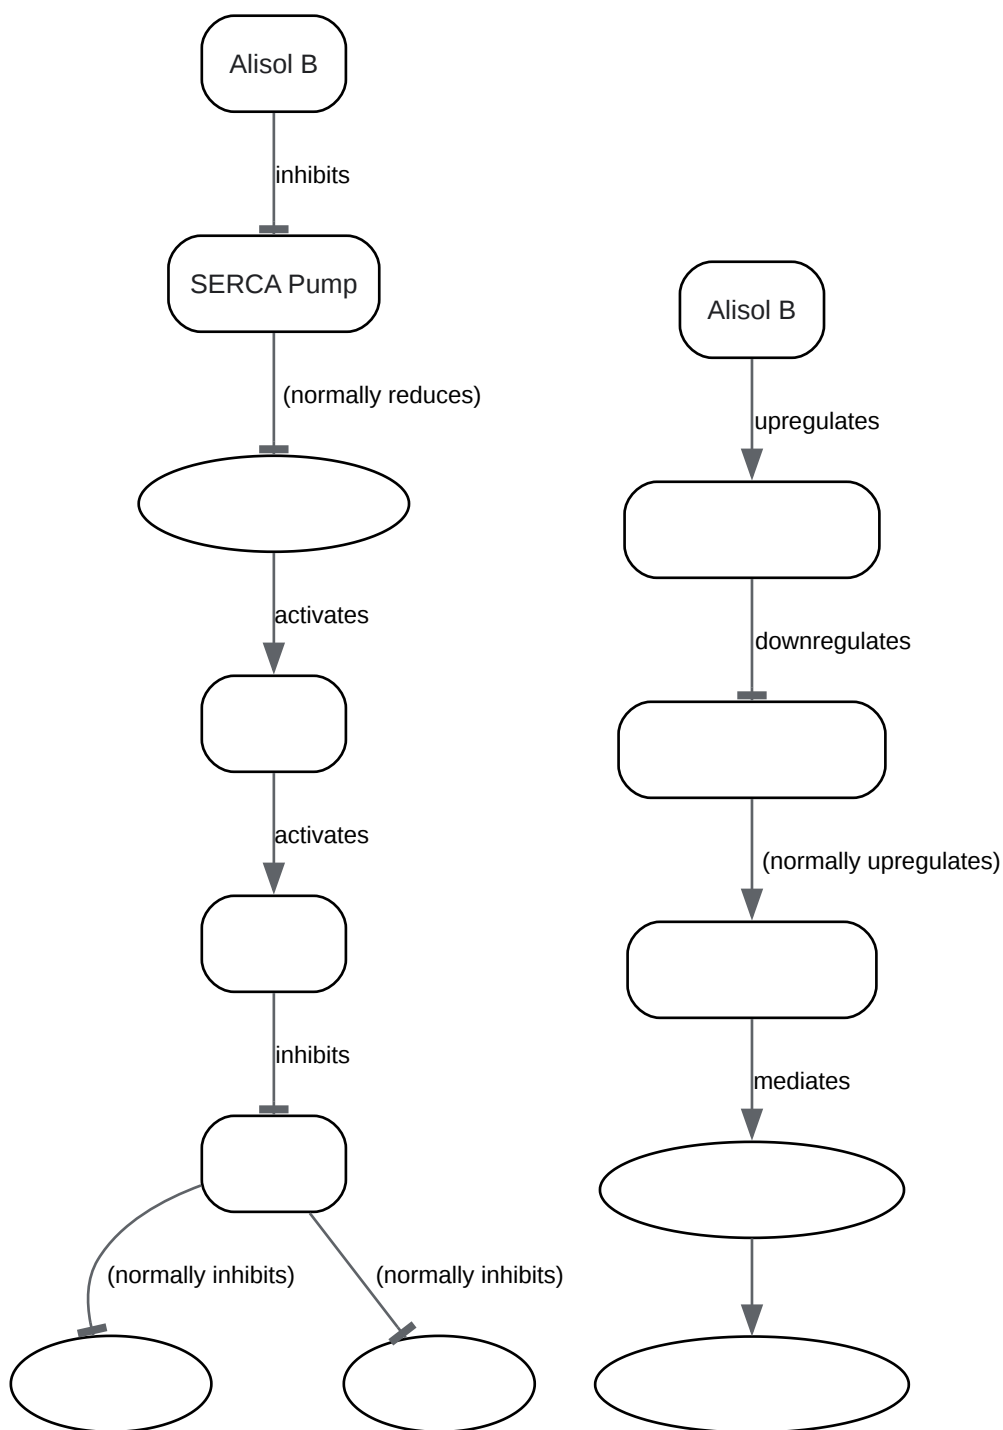 Alisol B
inhibits
SERCA Pump
(normally reduces)
activates
activates
inhibits
(normally inhibits)
(normally inhibits)
Alisol B
upregulates
downregulates
(normally upregulates)
mediates